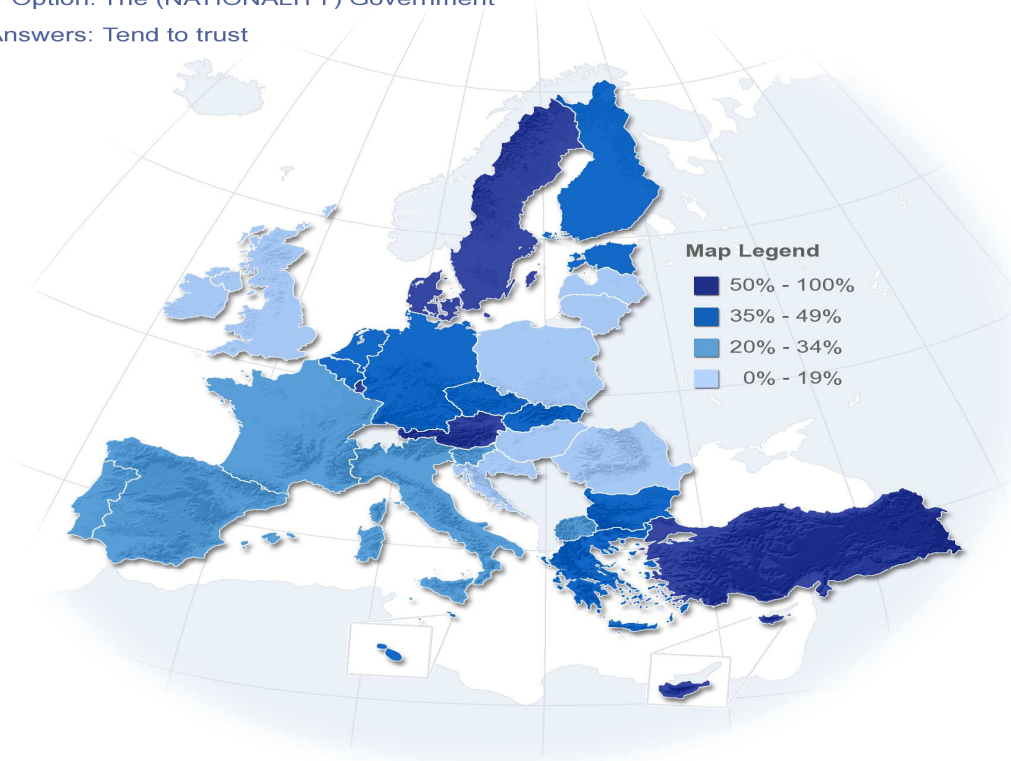 Option: The (NATIONALITY) Government
Answers: Tend to trust
Map Legend
50% - 100%
35% - 49%
20% - 34%
0% - 19%